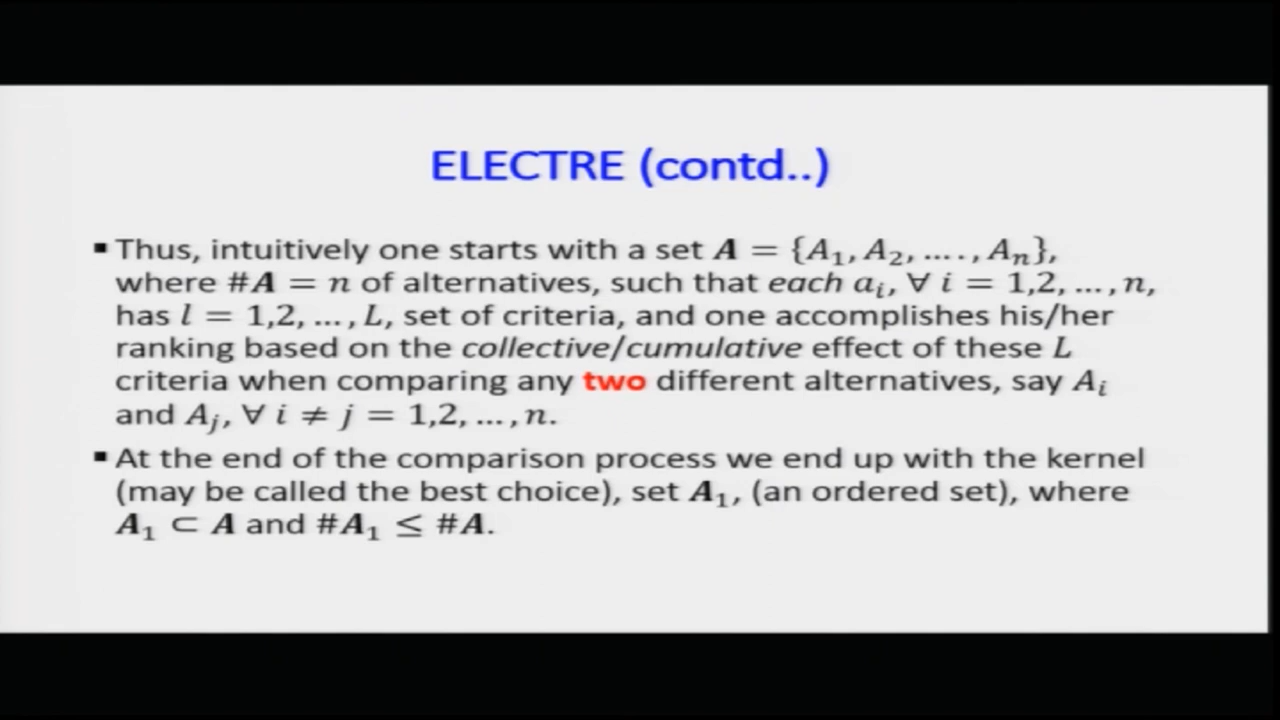 ELECTRE (contd..)
▪ Thus, intuitively one starts with a set A = {A₁, A₂, …., Aₙ},
where #A = n of alternatives, such that each aᵢ, ∀ i = 1,2, …, n,
has l = 1,2, …, L, set of criteria, and one accomplishes his/her
ranking based on the collective/cumulative effect of these L
criteria when comparing any two different alternatives, say Aᵢ
and Aⱼ, ∀ i ≠ j = 1,2, …, n.
▪ At the end of the comparison process we end up with the kernel
(may be called the best choice), set A₁, (an ordered set), where
A₁ ⊂ A and #A₁ ≤ #A.